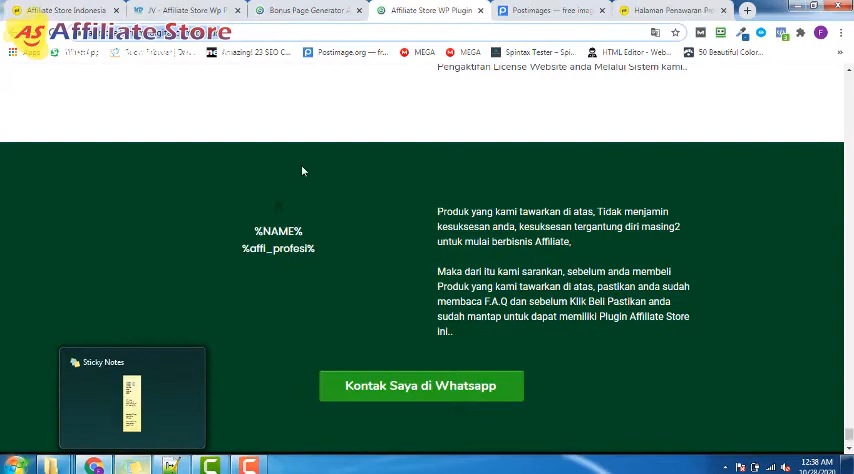 Affiliate Store Indonesia
JV - Affiliate Store Wp P
Bonus Page Generator A
Affiliate Store WP Plugin
Postimages — free imag
Halaman Penawaran Pr
AS Affiliate Store
Apps
WhatsApp
Amazing! 23 SEO C...
Postimage.org — fr...
MEGA
MEGA
Spintax Tester – Spi...
HTML Editor - Web...
50 Beautiful Color...
Pengaktifan License Website anda Melalui Sistem kami..
%NAME%
%affi_profesi%
Produk yang kami tawarkan di atas, Tidak menjamin
kesuksesan anda, kesuksesan tergantung diri masing2
untuk mulai berbisnis Affiliate,
Maka dari itu kami sarankan, sebelum anda membeli
Produk yang kami tawarkan di atas, pastikan anda sudah
membaca F.A.Q dan sebelum Klik Beli Pastikan anda
sudah mantap untuk dapat memiliki Plugin Affiliate Store
ini..
Sticky Notes
Kontak Saya di Whatsapp
12:38 AM
10/28/2020